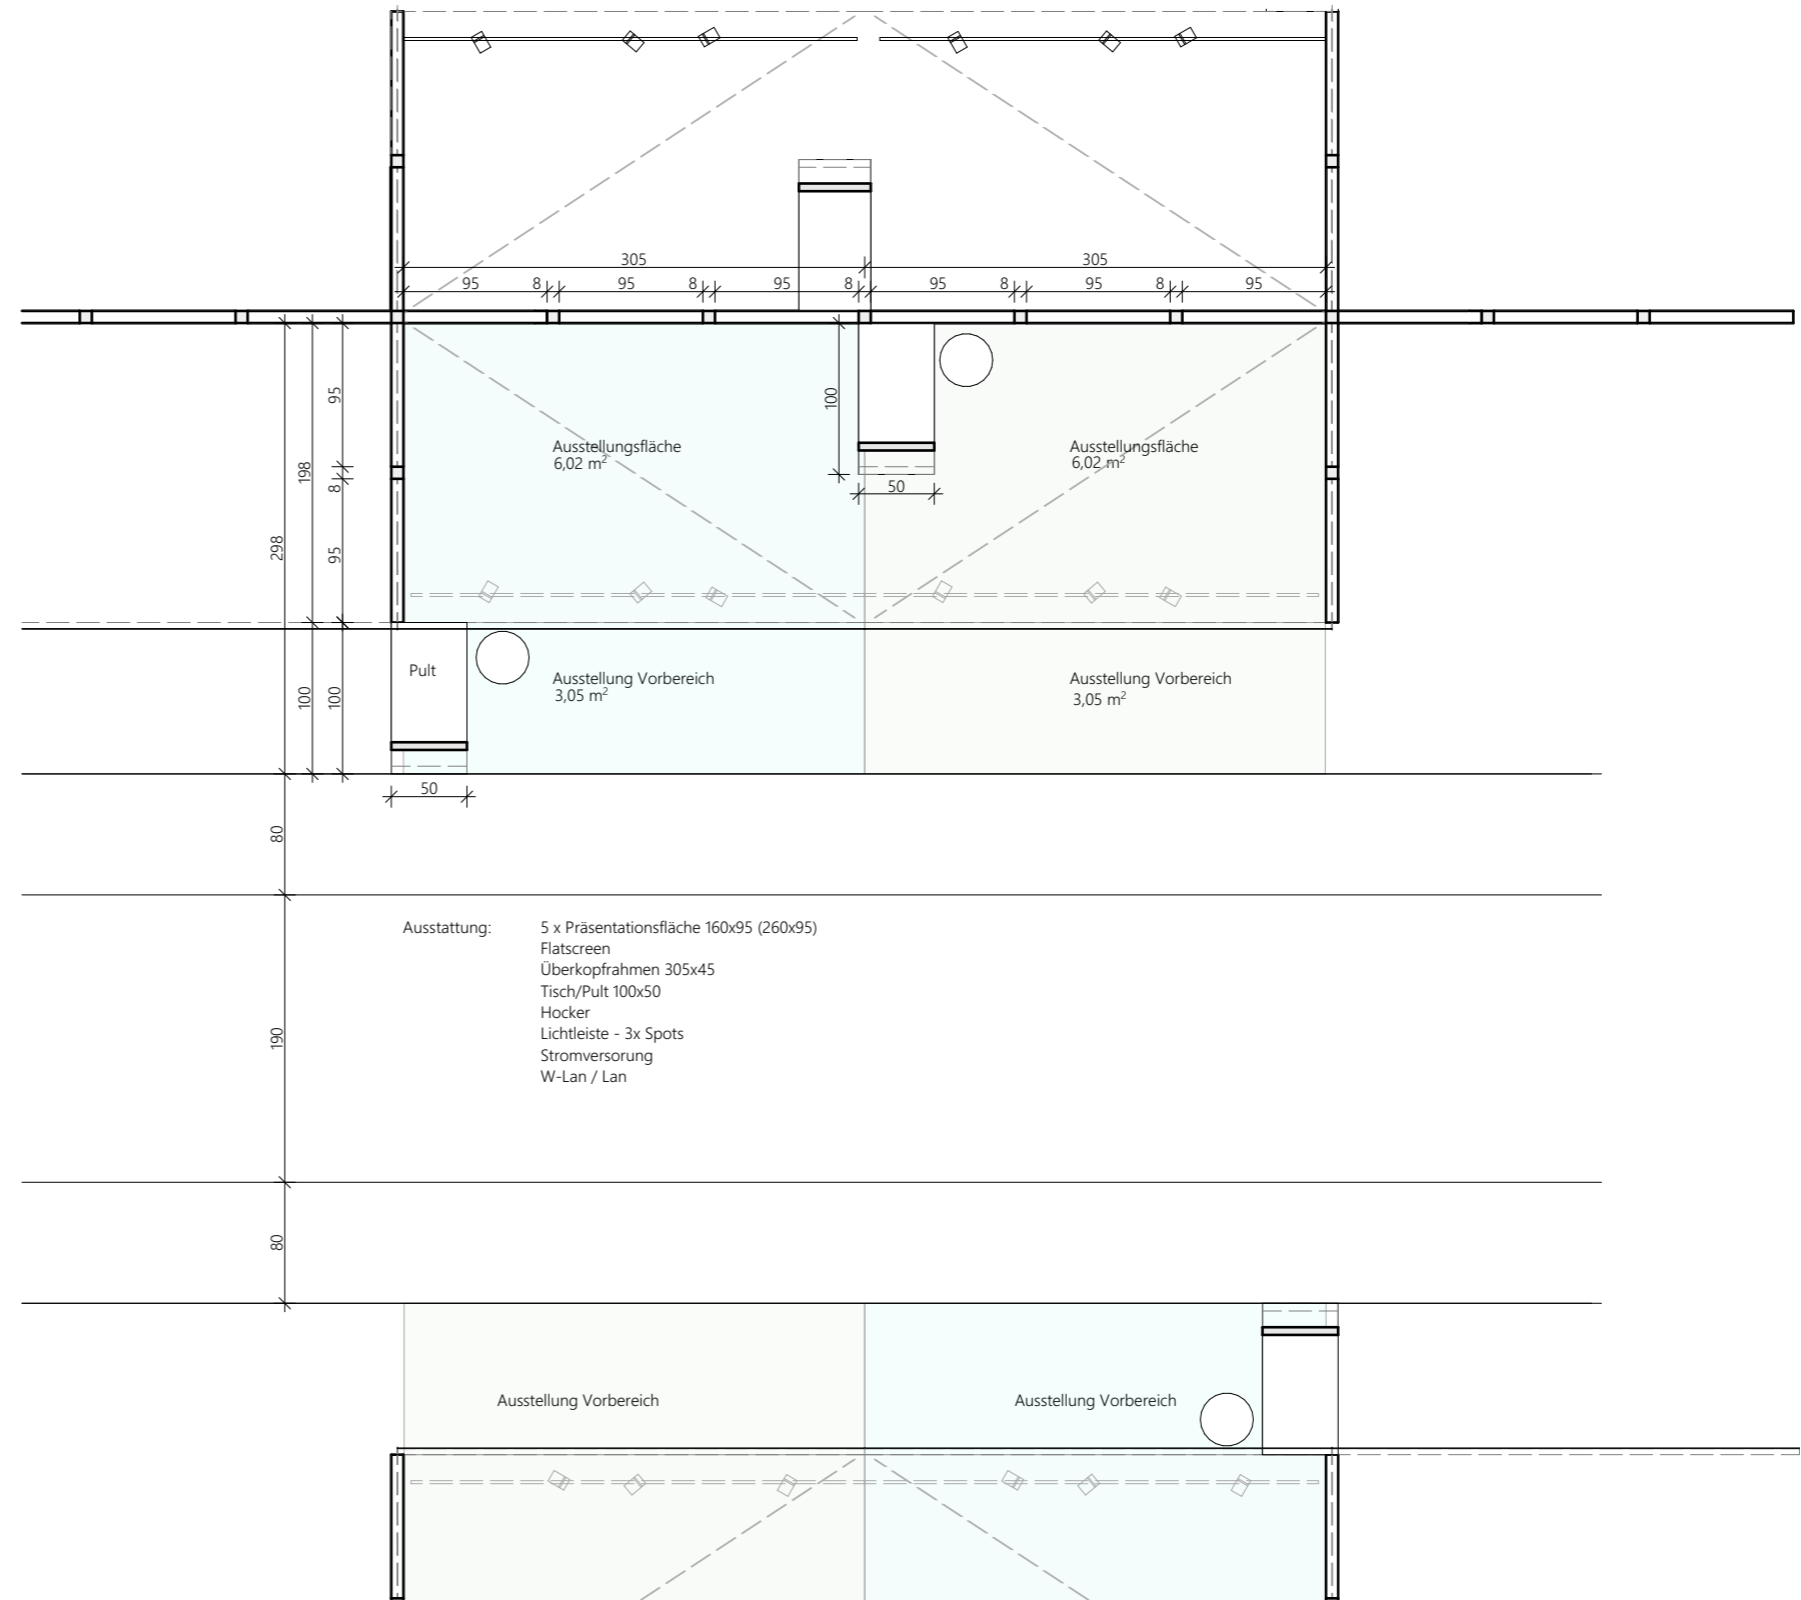 305
305
95
8
95
8
95
8
95
8
95
8
95
95
198
8
298
95
100
50
Ausstellungsfläche
6,02 m²
Ausstellungsfläche
6,02 m²
Pult
Ausstellung Vorbereich
3,05 m²
Ausstellung Vorbereich
3,05 m²
100
100
50
80
Ausstattung: 5 x Präsentationsfläche 160x95 (260x95)
Flatscreen
Überkopfrahmen 305x45
Tisch/Pult 100x50
Hocker
Lichtleiste - 3x Spots
Stromversorung
W-Lan / Lan
190
80
Ausstellung Vorbereich
Ausstellung Vorbereich